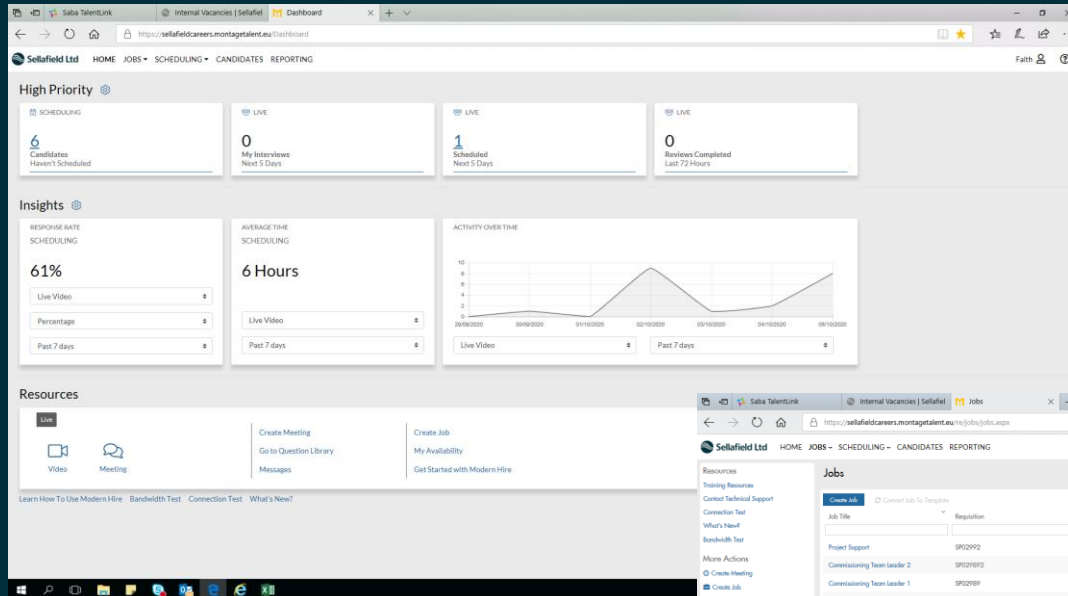 Saba TalentLink
Internal Vacancies | Sellafiel
Dashboard
https://sellafieldcareers.montagetalent.eu/Dashboard
Sellafield Ltd HOME JOBS SCHEDULING CANDIDATES REPORTING
Faith
High Priority
SCHEDULING
6
Candidates
Haven't Scheduled
LIVE
0
My Interviews
Next 5 Days
LIVE
1
Scheduled
Next 5 Days
LIVE
0
Reviews Completed
Last 72 Hours
Insights
RESPONSE RATE
SCHEDULING
61%
Live Video
Percentage
Past 7 days
AVERAGE TIME
SCHEDULING
6 Hours
Live Video
Past 7 days
ACTIVITY OVER TIME
10
8
6
4
2
0
29/09/2020 30/09/2020 01/10/2020 02/10/2020 03/10/2020 04/10/2020 05/10/2020
Live Video
Past 7 days
Resources
Live
Video
Meeting
Create Meeting
Go to Question Library
Messages
Create Job
My Availability
Get Started with Modern Hire
Learn How To Use Modern Hire Bandwidth Test Connection Test What's New?
Saba TalentLink
Internal Vacancies | Sellafiel
Jobs
https://sellafieldcareers.montagetalent.eu/re/jobs/jobs.aspx
Sellafield Ltd HOME JOBS SCHEDULING CANDIDATES REPORTING
Resources
Training Resources
Contact Technical Support
Connection Test
What's New?
Bandwidth Test
More Actions
Create Meeting
Create Job
Jobs
Create Job Convert Job To Template
Job Title Requisition
Project Support SP02992
Commissioning Team Leader 2 SP029892
Commissioning Team Leader 1 SP02989